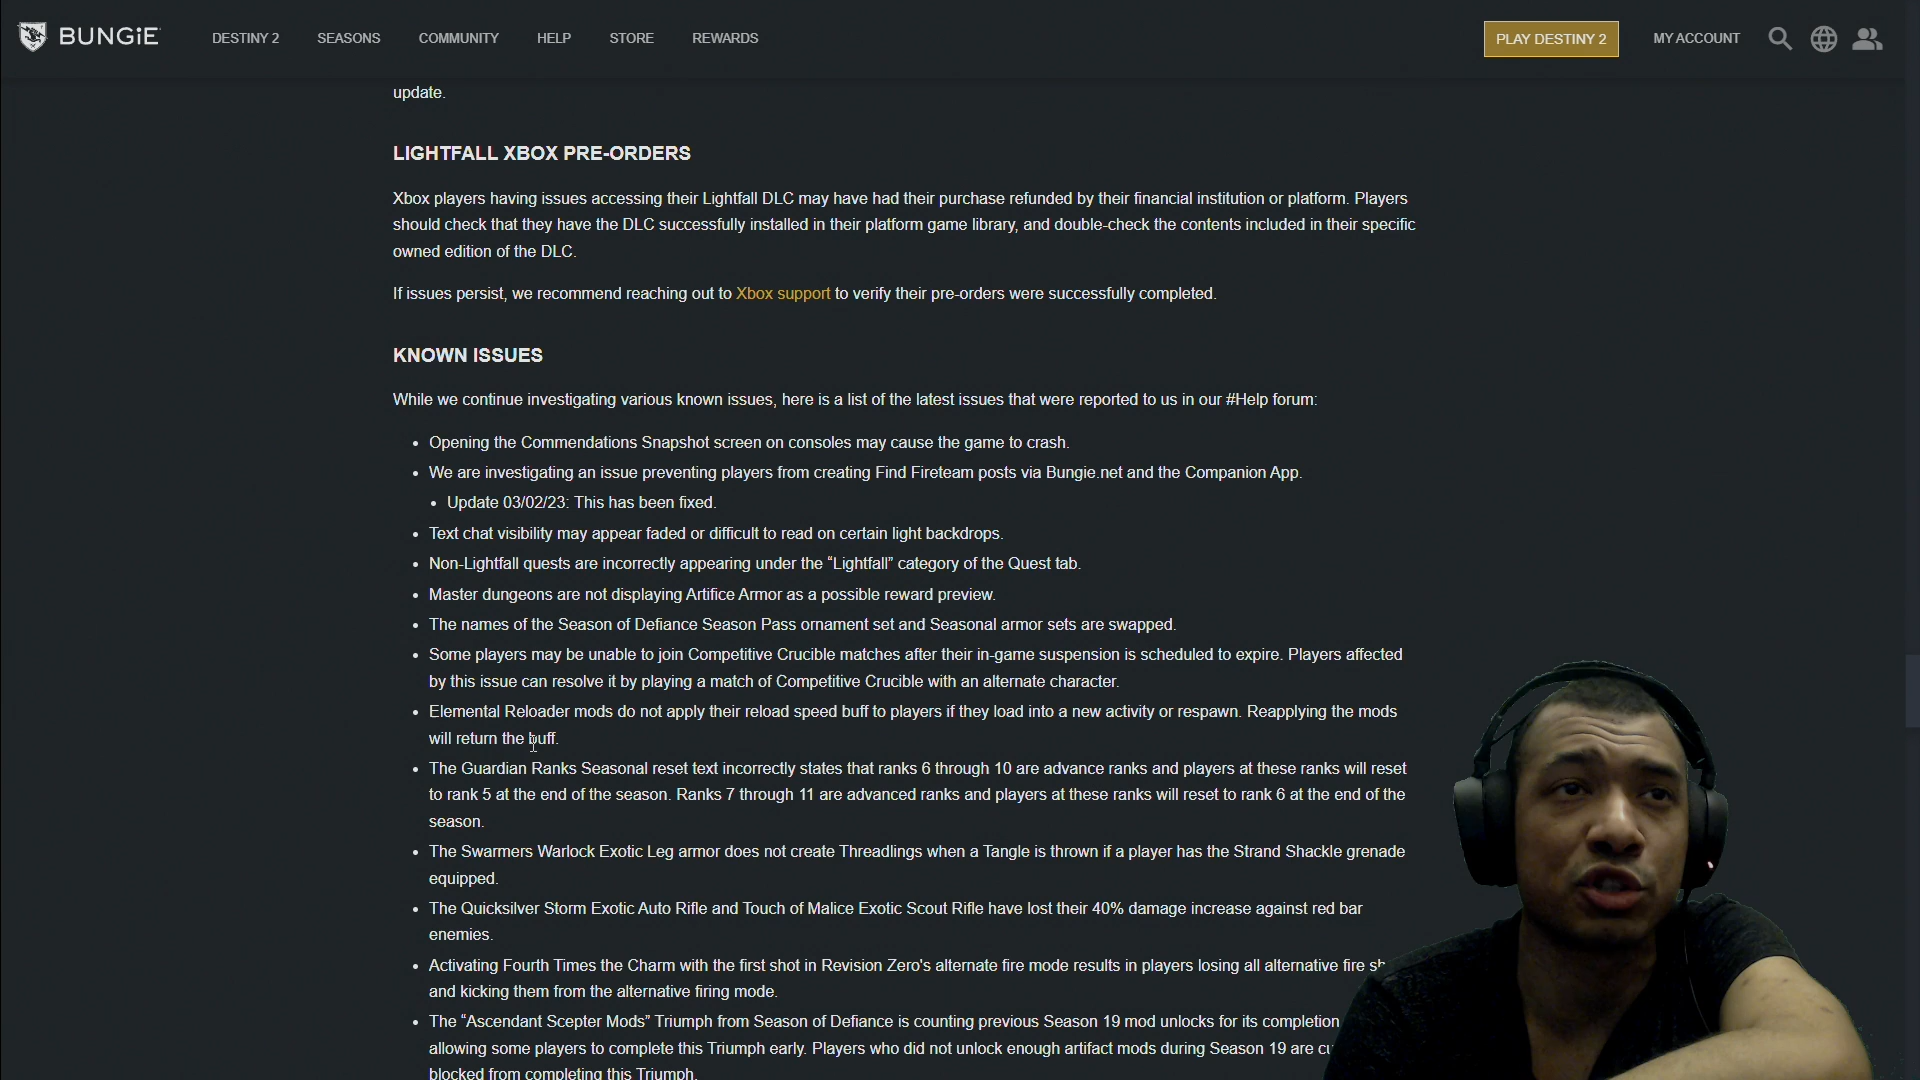 BUNGiE DESTINY 2 SEASONS COMMUNITY HELP STORE REWARDS PLAY DESTINY 2 MY ACCOUNT
update.
LIGHTFALL XBOX PRE-ORDERS
Xbox players having issues accessing their Lightfall DLC may have had their purchase refunded by their financial institution or platform. Players
should check that they have the DLC successfully installed in their platform game library, and double-check the contents included in their specific
owned edition of the DLC.
If issues persist, we recommend reaching out to Xbox support to verify their pre-orders were successfully completed.
KNOWN ISSUES
While we continue investigating various known issues, here is a list of the latest issues that were reported to us in our #Help forum:
• Opening the Commendations Snapshot screen on consoles may cause the game to crash.
• We are investigating an issue preventing players from creating Find Fireteam posts via Bungie.net and the Companion App.
• Update 03/02/23: This has been fixed.
• Text chat visibility may appear faded or difficult to read on certain light backdrops.
• Non-Lightfall quests are incorrectly appearing under the “Lightfall” category of the Quest tab.
• Master dungeons are not displaying Artifice Armor as a possible reward preview.
• The names of the Season of Defiance Season Pass ornament set and Seasonal armor sets are swapped.
• Some players may be unable to join Competitive Crucible matches after their in-game suspension is scheduled to expire. Players affected
by this issue can resolve it by playing a match of Competitive Crucible with an alternate character.
• Elemental Reloader mods do not apply their reload speed buff to players if they load into a new activity or respawn. Reapplying the mods
will return the buff.
• The Guardian Ranks Seasonal reset text incorrectly states that ranks 6 through 10 are advance ranks and players at these ranks will reset
to rank 5 at the end of the season. Ranks 7 through 11 are advanced ranks and players at these ranks will reset to rank 6 at the end of the
season.
• The Swarmers Warlock Exotic Leg armor does not create Threadlings when a Tangle is thrown if a player has the Strand Shackle grenade
equipped.
• The Quicksilver Storm Exotic Auto Rifle and Touch of Malice Exotic Scout Rifle have lost their 40% damage increase against red bar
enemies.
• Activating Fourth Times the Charm with the first shot in Revision Zero's alternate fire mode results in players losing all alternative fire
and kicking them from the alternative firing mode.
• The “Ascendant Scepter Mods” Triumph from Season of Defiance is counting previous Season 19 mod unlocks for its completion
allowing some players to complete this Triumph early. Players who did not unlock enough artifact mods during Season 19 are
blocked from completing this Triumph.